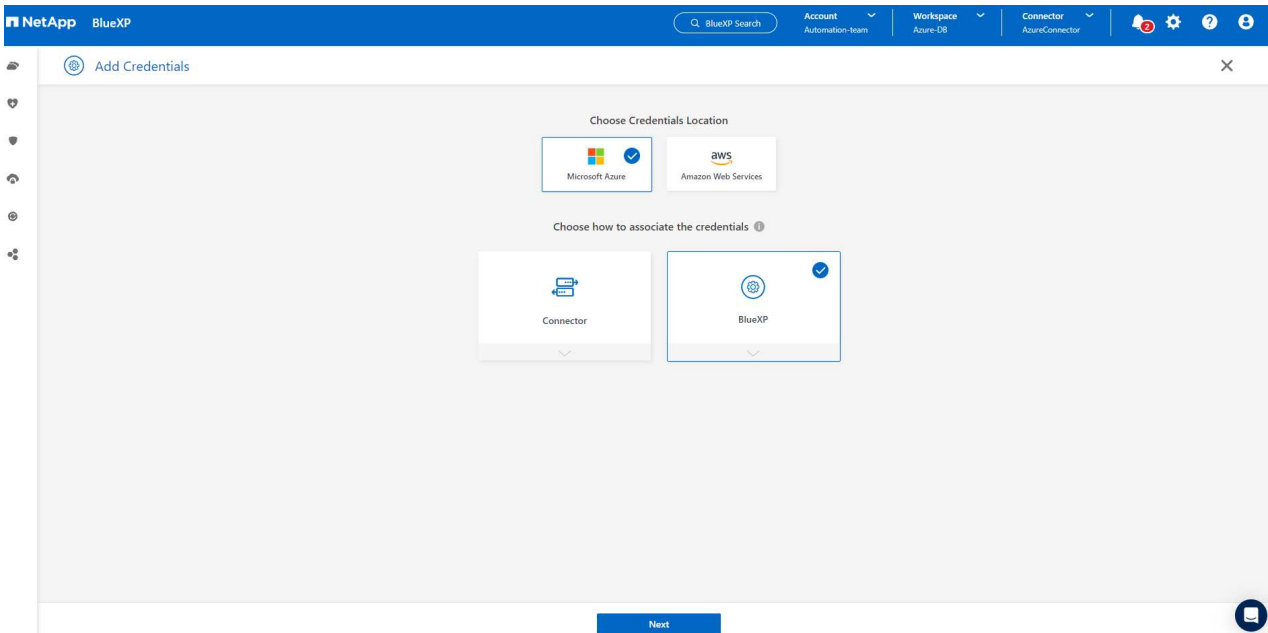 NetApp BlueXP
BlueXP Search
Account
Automation-team
Workspace
Azure-DB
Connector
AzureConnector
2
Add Credentials
Choose Credentials Location
Microsoft Azure
aws
Amazon Web Services
Choose how to associate the credentials
Connector
BlueXP
Next